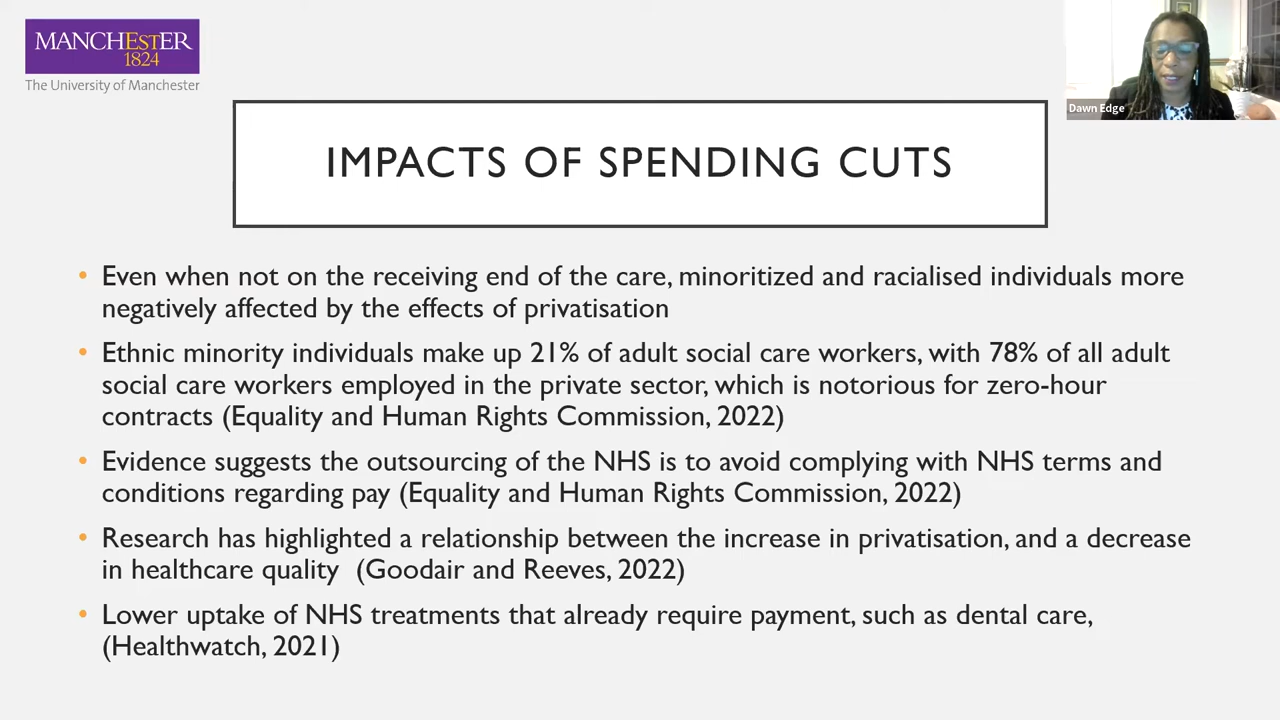 MANCHESTER
1824
The University of Manchester
Dawn Edge
IMPACTS OF SPENDING CUTS
• Even when not on the receiving end of the care, minoritized and racialised individuals more
negatively affected by the effects of privatisation
• Ethnic minority individuals make up 21% of adult social care workers, with 78% of all adult
social care workers employed in the private sector, which is notorious for zero-hour
contracts (Equality and Human Rights Commission, 2022)
• Evidence suggests the outsourcing of the NHS is to avoid complying with NHS terms and
conditions regarding pay (Equality and Human Rights Commission, 2022)
• Research has highlighted a relationship between the increase in privatisation, and a decrease
in healthcare quality  (Goodair and Reeves, 2022)
• Lower uptake of NHS treatments that already require payment, such as dental care,
(Healthwatch, 2021)